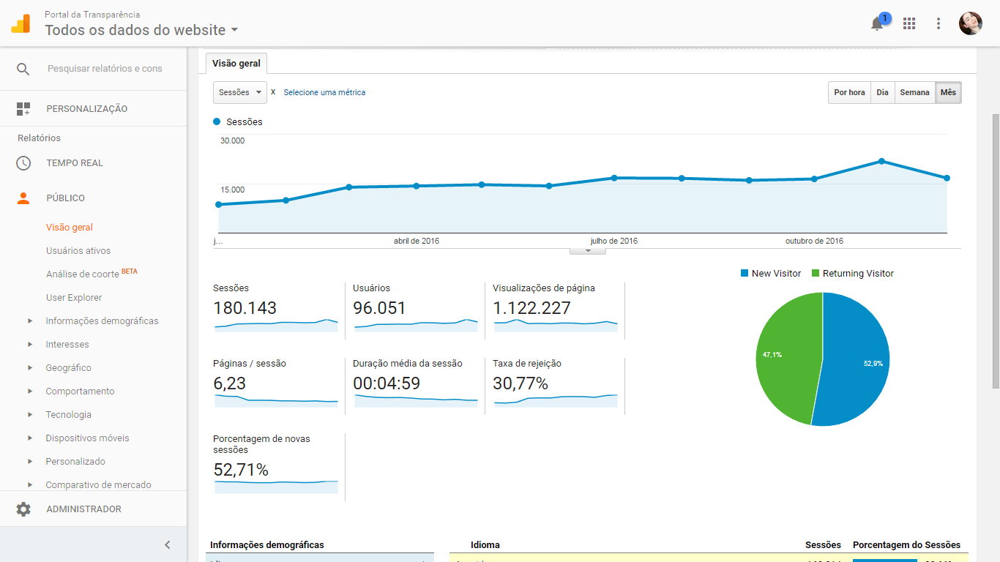 Portal da Transparência
Todos os dados do website
1
Pesquisar relatórios e cons
PERSONALIZAÇÃO
Relatórios
TEMPO REAL
PÚBLICO
Visão geral
Usuários ativos
Análise de coorte BETA
User Explorer
Informações demográficas
Interesses
Geográfico
Comportamento
Tecnologia
Dispositivos móveis
Personalizado
Comparativo de mercado
ADMINISTRADOR
Visão geral
Sessões x Selecione uma métrica
Por hora Dia Semana Mês
Sessões
30.000
15.000
j... abril de 2016 julho de 2016 outubro de 2016
Sessões
180.143
Usuários
96.051
Visualizações de página
1.122.227
Páginas / sessão
6,23
Duração média da sessão
00:04:59
Taxa de rejeição
30,77%
Porcentagem de novas
sessões
52,71%
New Visitor Returning Visitor
47,1%
52,9%
Informações demográficas
Idioma Sessões Porcentagem do Sessões